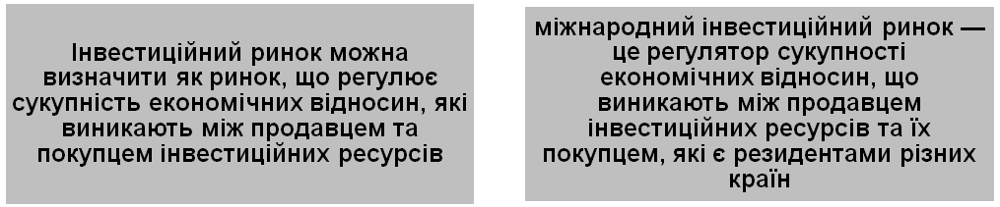 Інвестиційний ринок можна
визначити як ринок, що регулює
сукупність економічних відносин, які
виникають між продавцем та
покупцем інвестиційних ресурсів
міжнародний інвестиційний ринок —
це регулятор сукупності
економічних відносин, що
виникають між продавцем
інвестиційних ресурсів та їх
покупцем, які є резидентами різних
країн